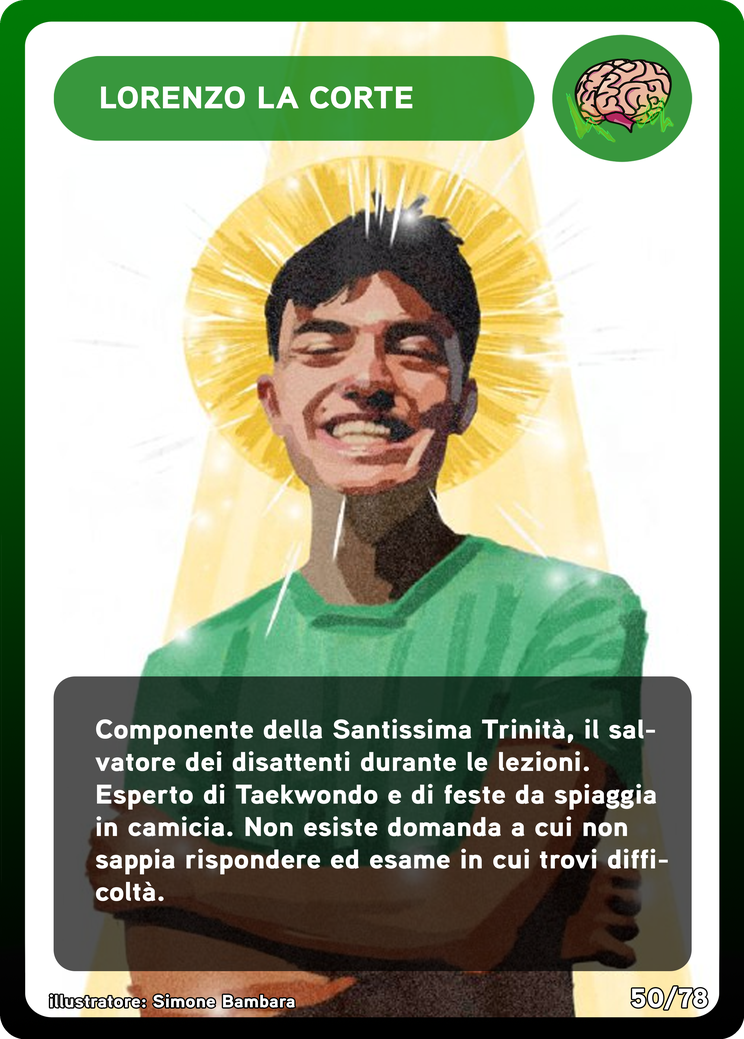 LORENZO LA CORTE
Componente della Santissima Trinità, il sal-
vatore dei disattenti durante le lezioni.
Esperto di Taekwondo e di feste da spiaggia
in camicia. Non esiste domanda a cui non
sappia rispondere ed esame in cui trovi diffi-
coltà.
illustratore: Simone Bambara
50/78